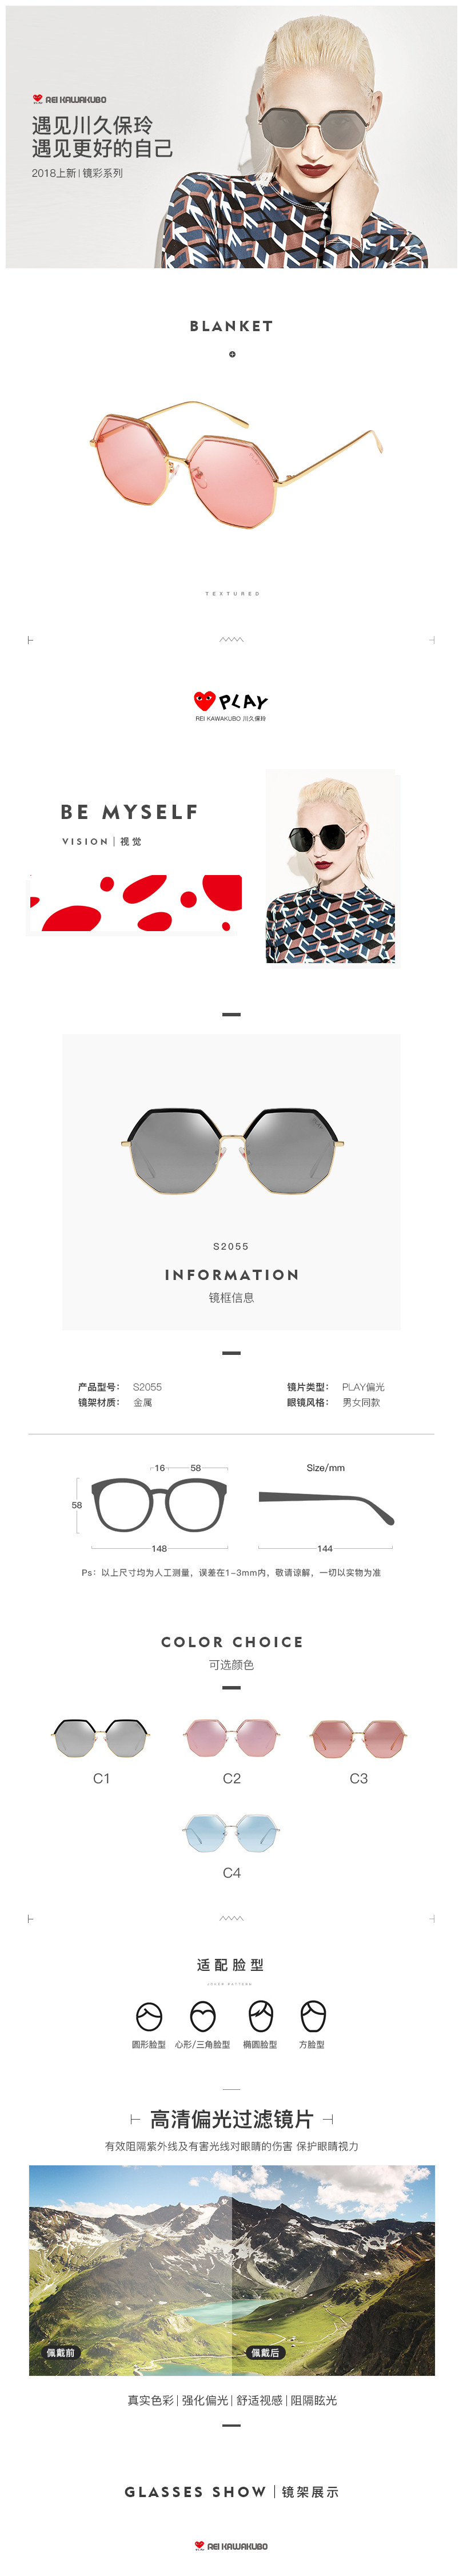 REI KAWAKUBO
遇见川久保玲
遇见更好的自己
2018上新|镜彩系列
BLANKET
TEXTURED
PLAY
REI KAWAKUBO 川久保玲
BE MYSELF
VISION|视觉
S2055
INFORMATION
镜框信息
产品型号： S2055 镜片类型： PLAY偏光
镜架材质： 金属 眼镜风格： 男女同款
16 58 Size/mm
58
148 144
Ps：以上尺寸均为人工测量，误差在1-3mm内，敬请谅解，一切以实物为准
COLOR CHOICE
可选颜色
C1 C2 C3
C4
适配脸型
圆形脸型 心形/三角脸型 椭圆脸型 方脸型
高清偏光过滤镜片
有效阻隔紫外线及有害光线对眼睛的伤害 保护眼睛视力
佩戴前 佩戴后
真实色彩|强化偏光|舒适视感|阻隔眩光
GLASSES SHOW|镜架展示
REI KAWAKUBO